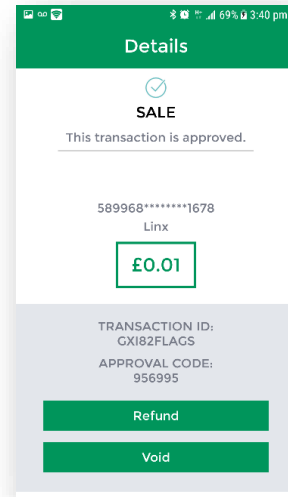 69% 3:40 pm
Details
SALE
This transaction is approved.
589968********1678
Linx
£0.01
TRANSACTION ID:
GXI82FLAGS
APPROVAL CODE:
956995
Refund
Void